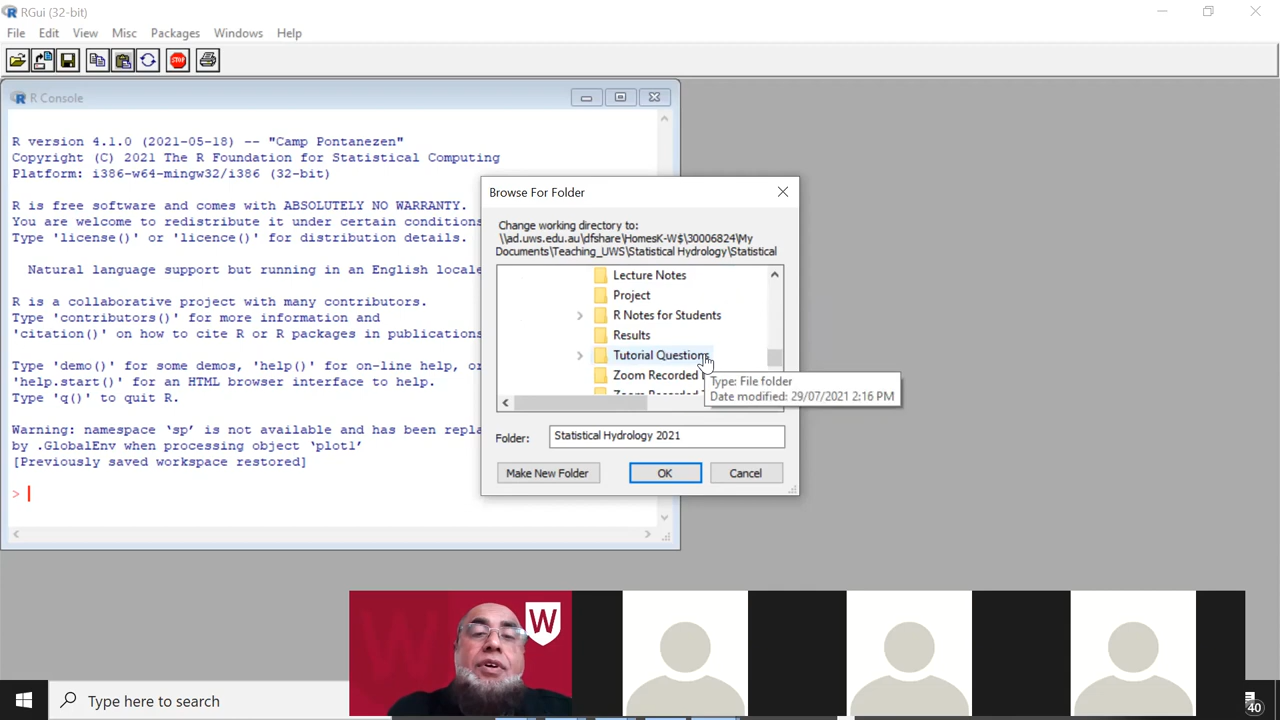 RGui (32-bit)
File Edit View Misc Packages Windows Help
STOP
R Console
R version 4.1.0 (2021-05-18) -- "Camp Pontanezen"
Copyright (C) 2021 The R Foundation for Statistical Computing
Platform: i386-w64-mingw32/i386 (32-bit)
R is free software and comes with ABSOLUTELY NO WARRANTY.
You are welcome to redistribute it under certain conditions
Type 'license()' or 'licence()' for distribution details.
Natural language support but running in an English locale
R is a collaborative project with many contributors.
Type 'contributors()' for more information and
'citation()' on how to cite R or R packages in publications
Type 'demo()' for some demos, 'help()' for on-line help, or
'help.start()' for an HTML browser interface to help.
Type 'q()' to quit R.
Warning: namespace ‘sp’ is not available and has been repla
by .GlobalEnv when processing object ‘plot1’
[Previously saved workspace restored]
>
Browse For Folder
Change working directory to:
\\ad.uws.edu.au\dfshare\HomesK-W$\30006824\My
Documents\Teaching_UWS\Statistical Hydrology\Statistical
Lecture Notes
Project
R Notes for Students
Results
Tutorial Questions
Zoom Recorded
Type: File folder
Date modified: 29/07/2021 2:16 PM
Folder: Statistical Hydrology 2021
Make New Folder OK Cancel
W
Type here to search
40